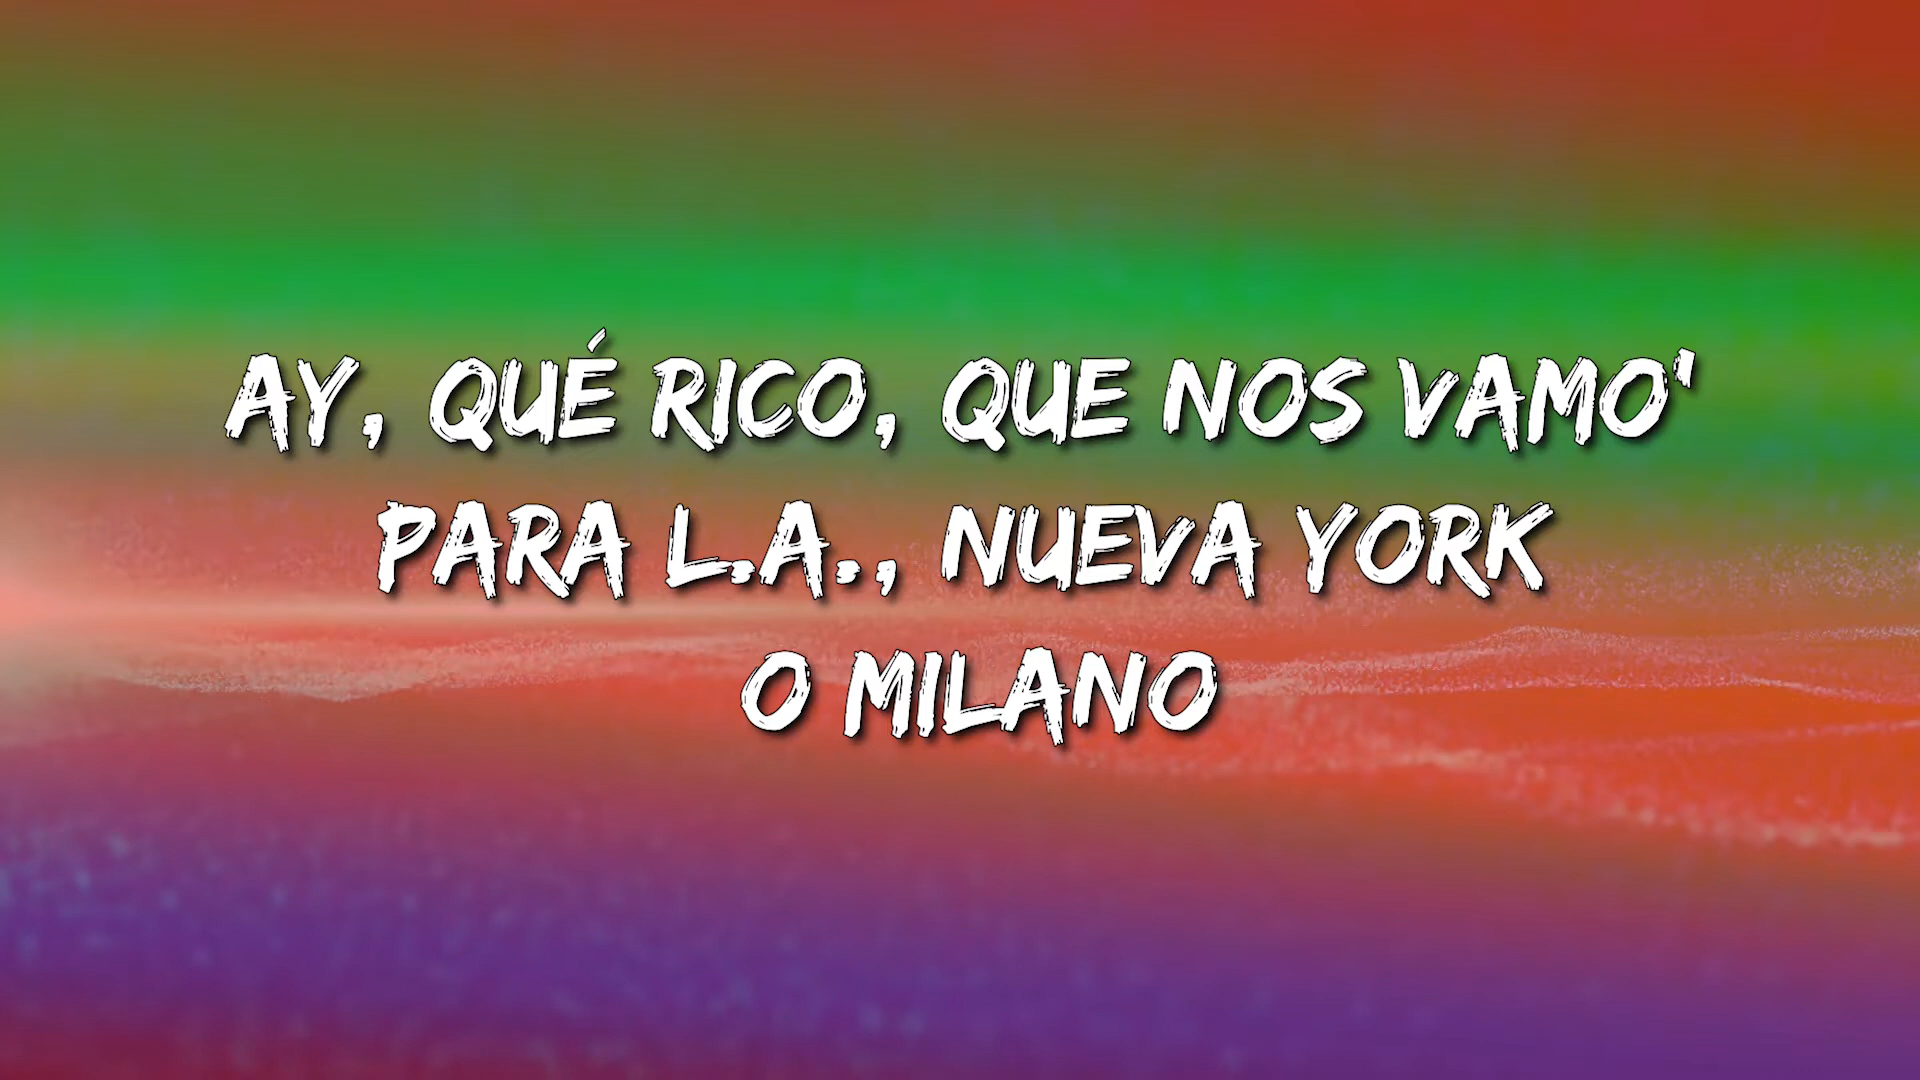 AY, QUÉ RICO, QUE NOS VAMO'
PARA L.A., NUEVA YORK
O MILANO